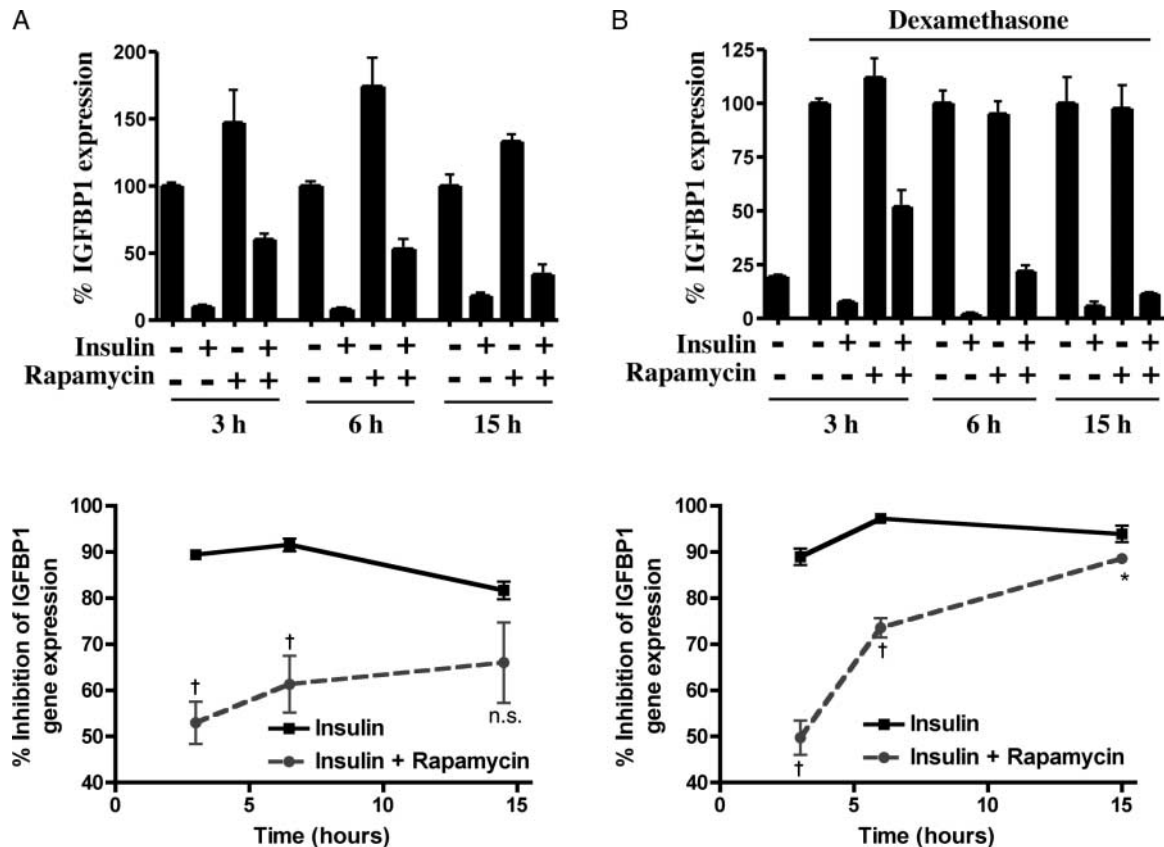 A
% IGFBP1 expression
200
150
100
50
0
Insulin - + - + - + - + - + - +
Rapamycin - - + + - - + + - - + +
3 h 6 h 15 h
B
Dexamethasone
% IGFBP1 expression
125
100
75
50
25
0
Insulin - - + - + - + - + - + - +
Rapamycin - - - + + - - + + - - + +
3 h 6 h 15 h
% Inhibition of IGFBP1
gene expression
100
90
80
70
60
50
40
†
†
n.s.
Insulin
Insulin + Rapamycin
0 5 10 15
Time (hours)
% Inhibition of IGFBP1
gene expression
100
90
80
70
60
50
40
†
†
*
Insulin
Insulin + Rapamycin
0 5 10 15
Time (hours)